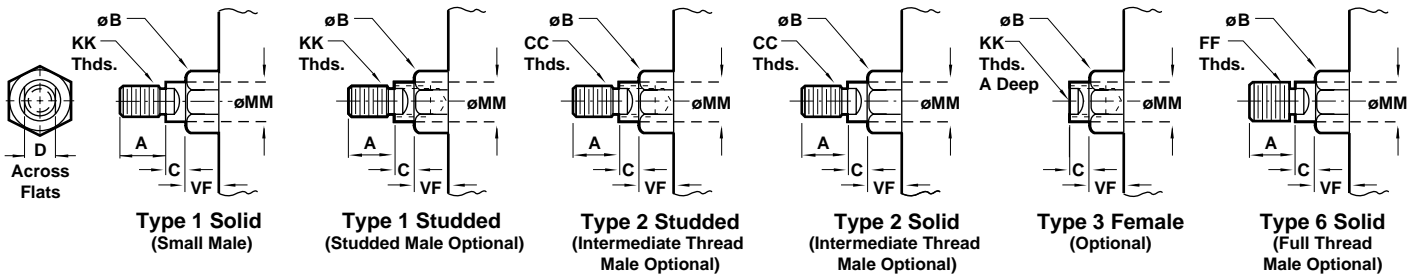 D
Across
Flats
øB
KK
Thds.
øMM
A
C
VF
Type 1 Solid
(Small Male)
øB
KK
Thds.
øMM
A
C
VF
Type 1 Studded
(Studded Male Optional)
øB
CC
Thds.
øMM
A
C
VF
Type 2 Studded
(Intermediate Thread
Male Optional)
øB
CC
Thds.
øMM
A
C
VF
Type 2 Solid
(Intermediate Thread
Male Optional)
øB
KK
Thds.
A Deep
øMM
C
VF
Type 3 Female
(Optional)
øB
FF
Thds.
øMM
A
C
VF
Type 6 Solid
(Full Thread
Male Optional)